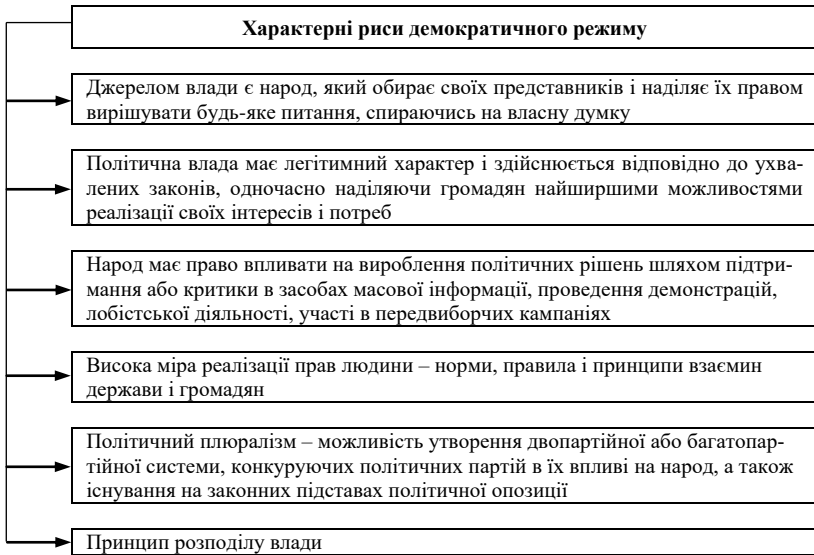 Характерні риси демократичного режиму
Джерелом влади є народ, який обирає своїх представників і наділяє їх правом
вирішувати будь-яке питання, спираючись на власну думку
Політична влада має легітимний характер і здійснюється відповідно до ухва-
лених законів, одночасно наділяючи громадян найширшими можливостями
реалізації своїх інтересів і потреб
Народ має право впливати на вироблення політичних рішень шляхом підтри-
мання або критики в засобах масової інформації, проведення демонстрацій,
лобістської діяльності, участі в передвиборчих кампаніях
Висока міра реалізації прав людини – норми, правила і принципи взаємин
держави і громадян
Політичний плюралізм – можливість утворення двопартійної або багатопар-
тійної системи, конкуруючих політичних партій в їх впливі на народ, а також
існування на законних підставах політичної опозиції
Принцип розподілу влади